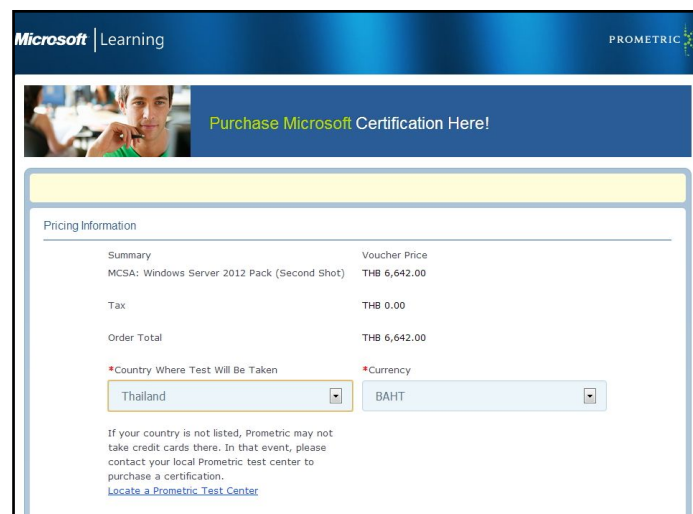 Microsoft | Learning
PROMETRIC
Purchase Microsoft Certification Here!
Pricing Information
Summary Voucher Price
MCSA: Windows Server 2012 Pack (Second Shot) THB 6,642.00
Tax THB 0.00
Order Total THB 6,642.00
*Country Where Test Will Be Taken *Currency
Thailand BAHT
If your country is not listed, Prometric may not
take credit cards there. In that event, please
contact your local Prometric test center to
purchase a certification.
Locate a Prometric Test Center